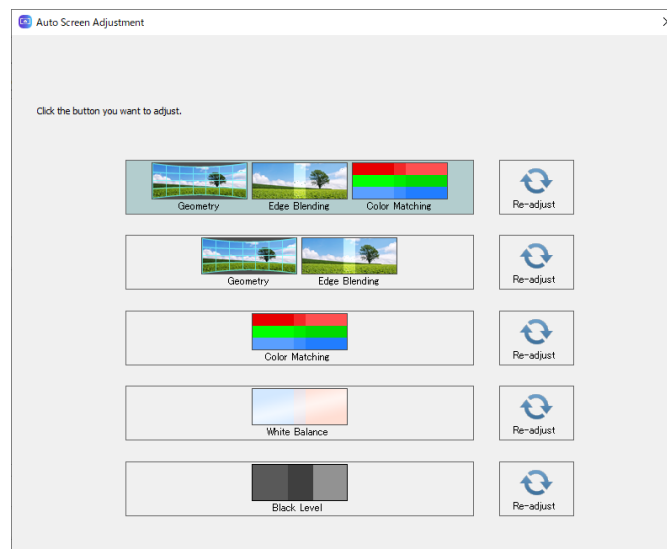 Auto Screen Adjustment
Click the button you want to adjust.
Geometry Edge Blending Color Matching
Re-adjust
Geometry Edge Blending
Re-adjust
Color Matching
Re-adjust
White Balance
Re-adjust
Black Level
Re-adjust